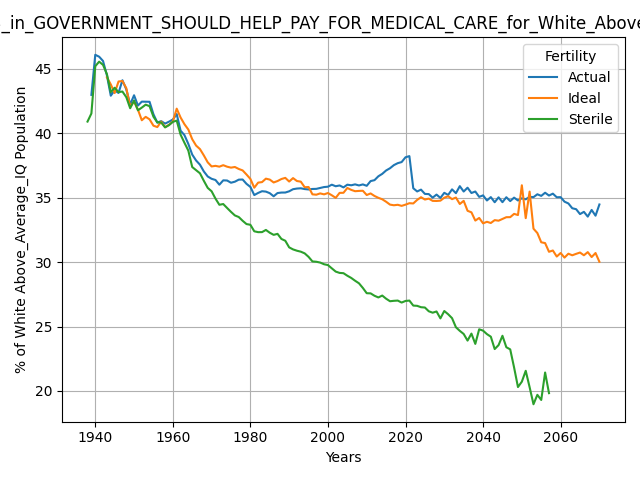 _in_GOVERNMENT_SHOULD_HELP_PAY_FOR_MEDICAL_CARE_for_White_Above
Fertility
Actual
Ideal
Sterile
% of White Above_Average_IQ Population
45
40
35
30
25
20
1940
1960
1980
2000
2020
2040
2060
Years